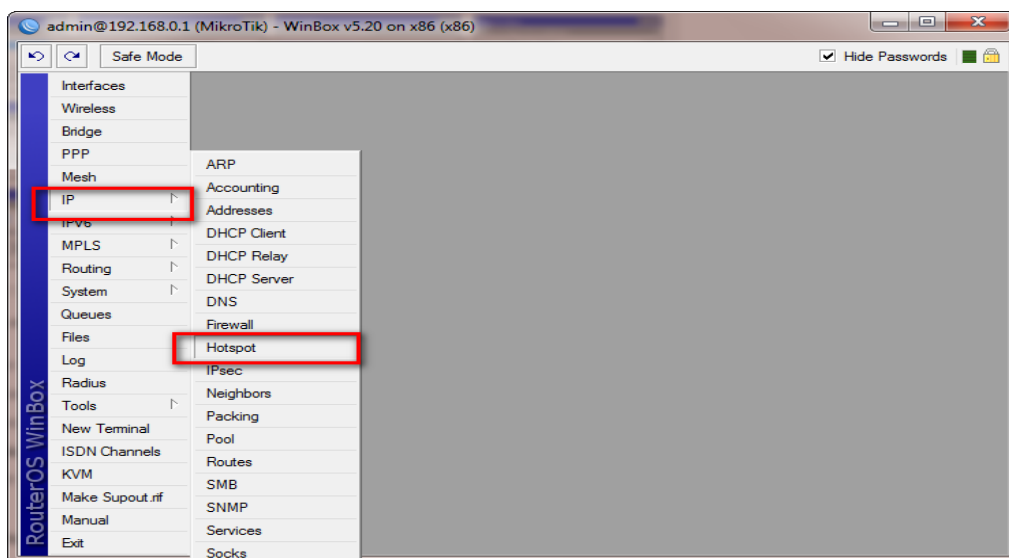 admin@192.168.0.1 (MikroTik) - WinBox v5.20 on x86 (x86)
Safe Mode
Hide Passwords
Interfaces
Wireless
Bridge
PPP
Mesh
IP
IPv6
MPLS
Routing
System
Queues
Files
Log
Radius
Tools
New Terminal
ISDN Channels
KVM
Make Supout.rif
Manual
Exit
ARP
Accounting
Addresses
DHCP Client
DHCP Relay
DHCP Server
DNS
Firewall
Hotspot
IPsec
Neighbors
Packing
Pool
Routes
SMB
SNMP
Services
Socks
RouterOS WinBox